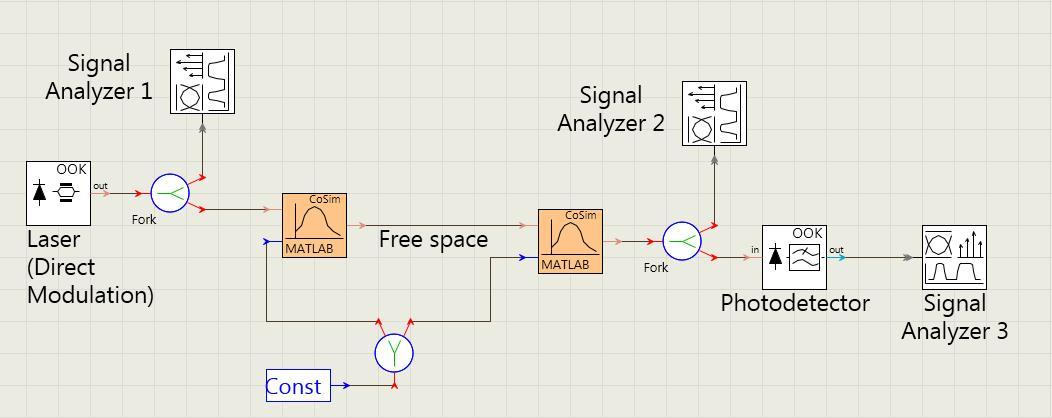 Signal
Analyzer 1
Signal
Analyzer 2
OOK
out
Fork
Laser
(Direct
Modulation)
CoSim
MATLAB
Free space
CoSim
MATLAB
Fork
in
OOK
out
Photodetector
Signal
Analyzer 3
Const